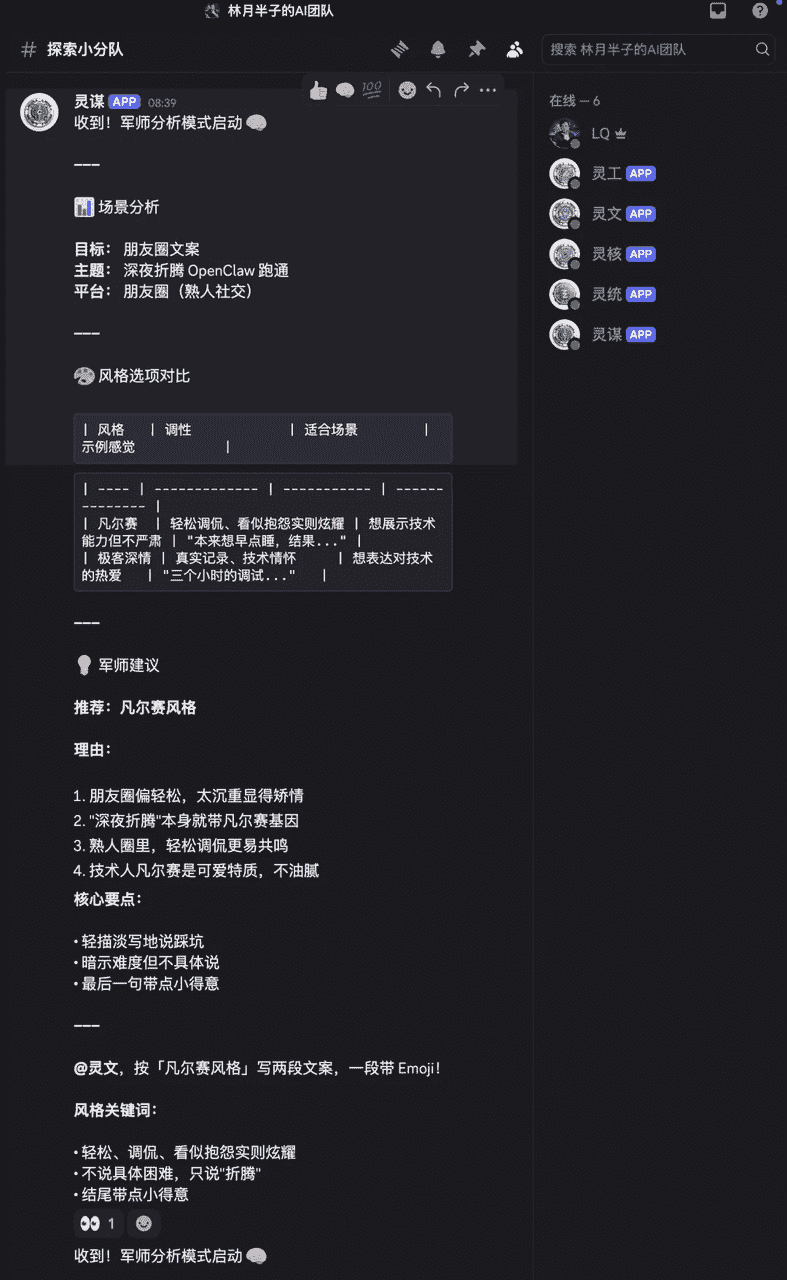 林月半子的AI团队
# 探索小分队
搜索 林月半子的AI团队
灵谋 APP 08:39
收到！军师分析模式启动🧠
———
📊 场景分析
目标： 朋友圈文案
主题： 深夜折腾 OpenClaw 跑通
平台： 朋友圈（熟人社交）
———
🎨 风格选项对比
| 风格 | 调性 | 适合场景 |
示例感觉 |
| ---- | ------------- | ----------- | ------
-------- |
| 凡尔赛 | 轻松调侃、看似抱怨实则炫耀 | 想展示技术
能力但不严肃 | "本来想早点睡，结果..." |
| 极客深情 | 真实记录、技术情怀 | 想表达对技术
的热爱 | "三个小时的调试..." |
———
💡 军师建议
推荐：凡尔赛风格
理由：
1. 朋友圈偏轻松，太沉重显得矫情
2. "深夜折腾"本身就带凡尔赛基因
3. 熟人圈里，轻松调侃更易共鸣
4. 技术人凡尔赛是可爱特质，不油腻
核心要点：
• 轻描淡写地说踩坑
• 暗示难度但不具体说
• 最后一句带点小得意
———
@灵文，按「凡尔赛风格」写两段文案，一段带 Emoji！
风格关键词：
• 轻松、调侃、看似抱怨实则炫耀
• 不说具体困难，只说"折腾"
• 结尾带点小得意
👀 1
收到！军师分析模式启动🧠
在线 — 6
LQ
灵工 APP
灵文 APP
灵核 APP
灵统 APP
灵谋 APP